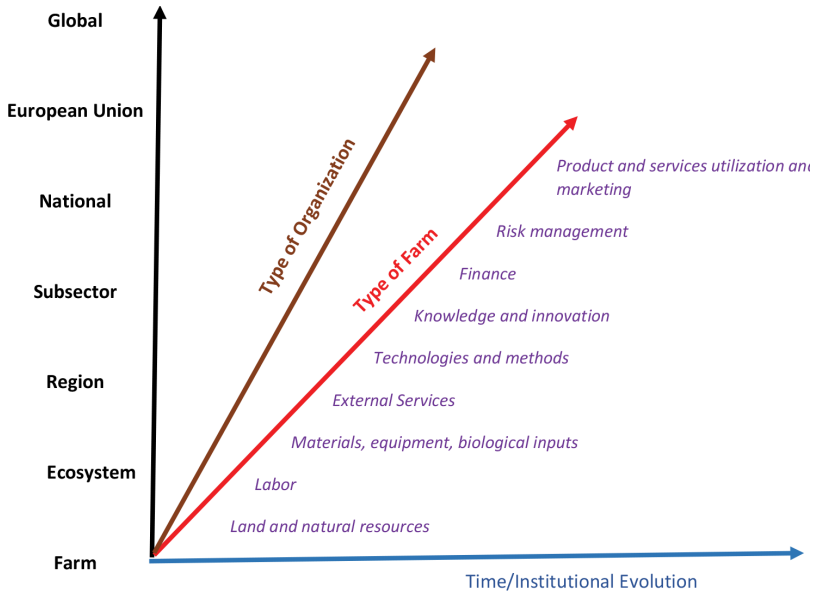 Global
European Union
National
Subsector
Region
Ecosystem
Farm
Type of Organization
Type of Farm
Product and services utilization and
marketing
Risk management
Finance
Knowledge and innovation
Technologies and methods
External Services
Materials, equipment, biological inputs
Labor
Land and natural resources
Time/Institutional Evolution